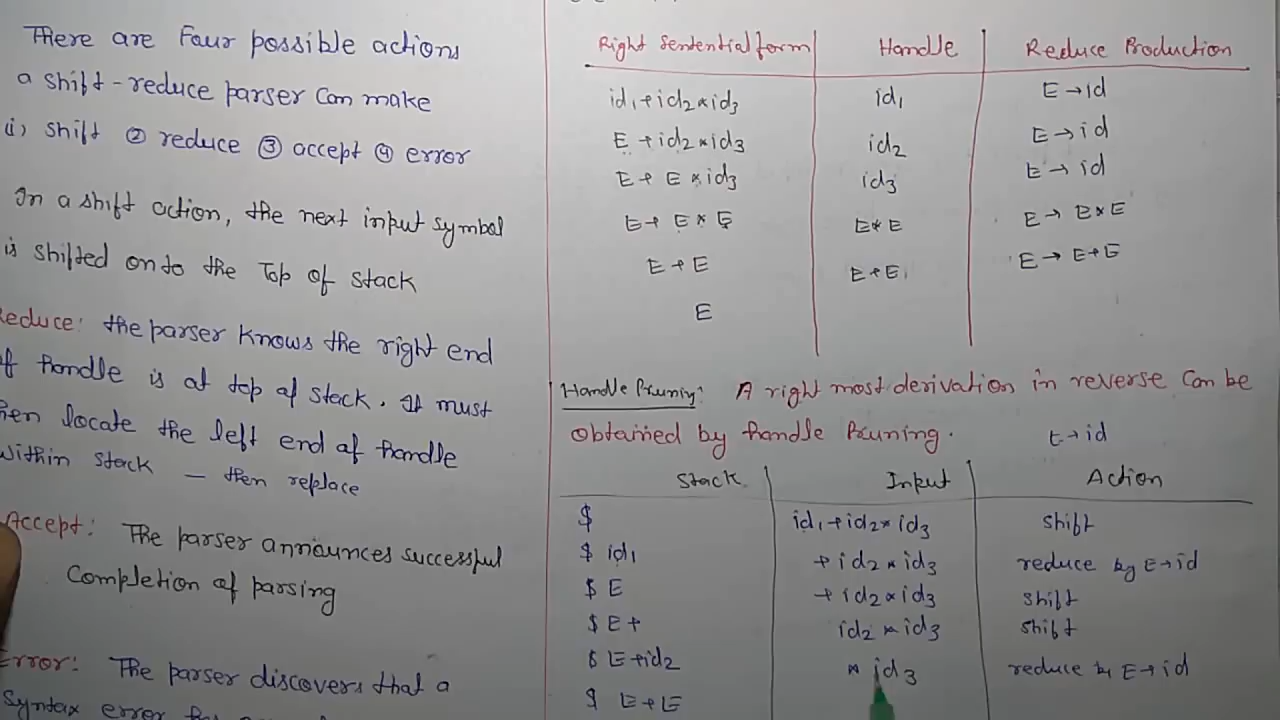 There are Four possible actions
a shift-reduce parser can make
(i) shift ② reduce ③ accept ④ error
In a shift action, the next input symbol
is shifted on to the Top of stack
Reduce: the parser knows the right end
of handle is at top of stack. It must
then locate the left end of handle
within stack — then replace
Accept: The parser announces successful
Completion of parsing
Error: The parser discovers that a
Syntax error
Right Sentential form | Handle | Reduce Production
id₁+id₂*id₃ id₁ E→id
E+id₂*id₃ id₂ E→id
E+E*id₃ id₃ E→id
E+E*E E*E E→E*E
E+E E+E E→E+E
E
Handle Pruning: A right most derivation in reverse can be
Obtained by handle Pruning. E→id
Stack | Input | Action
$ id₁+id₂*id₃ shift
$ id₁ +id₂*id₃ reduce by E→id
$ E +id₂*id₃ shift
$ E+ id₂*id₃ shift
$ E+id₂ *id₃ reduce by E→id
$ E+E